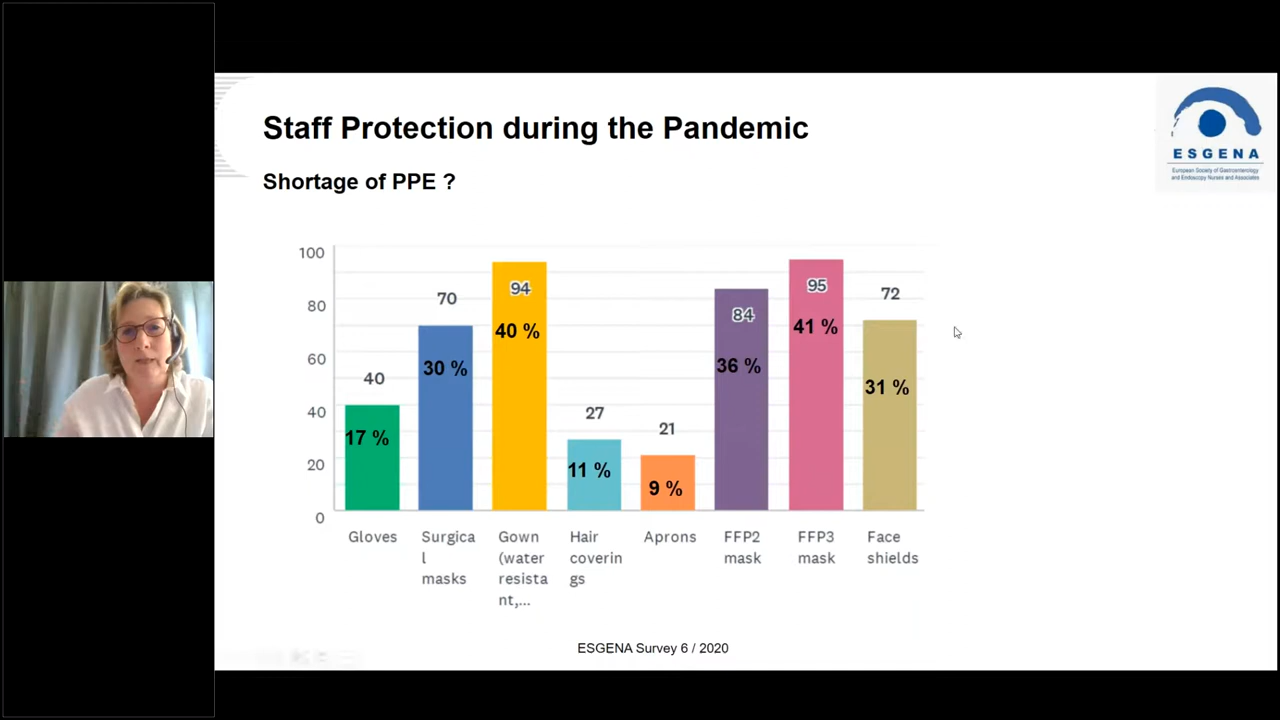 Staff Protection during the Pandemic
ESGENA
European Society of Gastroenterology
and Endoscopy Nurses and Associates
Shortage of PPE ?
100
80
60
40
20
0
40
17 %
70
30 %
94
40 %
27
11 %
21
9 %
84
36 %
95
41 %
72
31 %
Gloves
Surgica
l
masks
Gown
(water
resista
nt,...
Hair
coverin
gs
Aprons
FFP2
mask
FFP3
mask
Face
shields
ESGENA Survey 6 / 2020